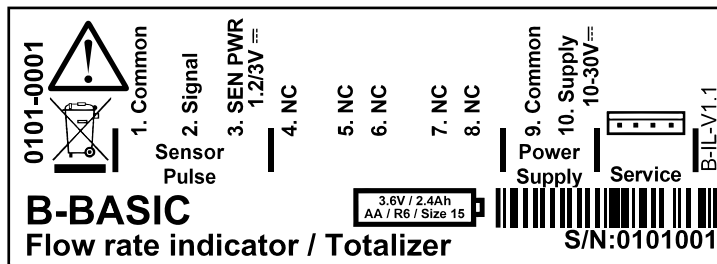 0101-0001
1. Common
2. Signal
3. SEN PWR
1.2/3V ⎓
4. NC
5. NC
6. NC
7. NC
8. NC
9. Common
10. Supply
10-30V⎓
B-IL-V1.1
Sensor
Pulse
Power
Supply
Service
B-BASIC
3.6V / 2.4Ah
AA / R6 / Size 15
Flow rate indicator / Totalizer
S/N:0101001